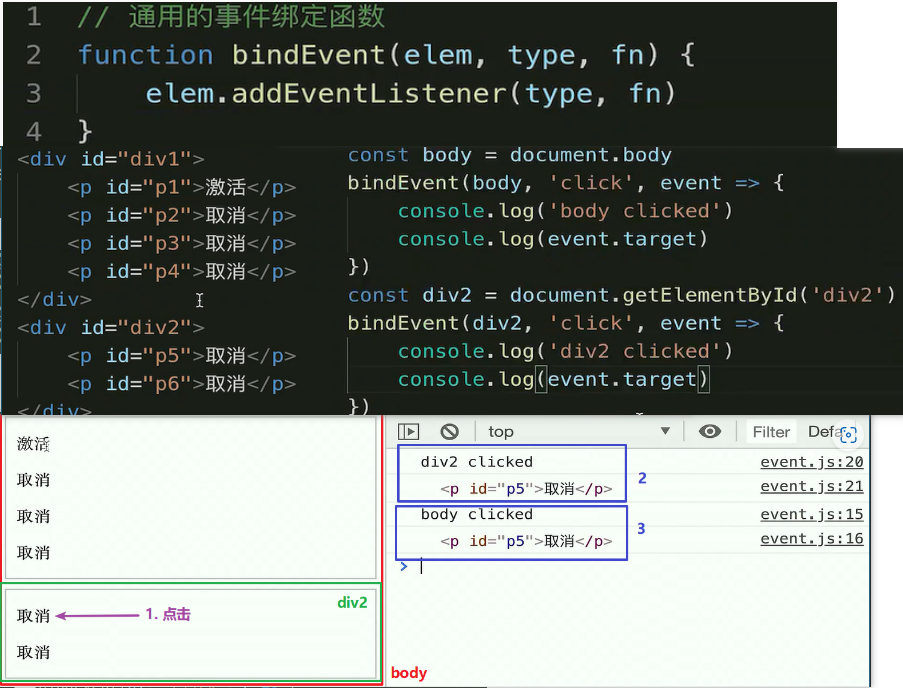 1 // 通用的事件绑定函数
2 function bindEvent(elem, type, fn) {
3 elem.addEventListener(type, fn)
4 }
<div id="div1">
<p id="p1">激活</p>
<p id="p2">取消</p>
<p id="p3">取消</p>
<p id="p4">取消</p>
</div>
<div id="div2">
<p id="p5">取消</p>
<p id="p6">取消</p>
</div>
const body = document.body
bindEvent(body, 'click', event => {
console.log('body clicked')
console.log(event.target)
})
const div2 = document.getElementById('div2')
bindEvent(div2, 'click', event => {
console.log('div2 clicked')
console.log(event.target)
})
激活
取消
取消
取消
取消 1. 点击 div2
取消
body
top Filter Defa
div2 clicked event.js:20
<p id="p5">取消</p> 2 event.js:21
body clicked event.js:15
<p id="p5">取消</p> 3 event.js:16
>